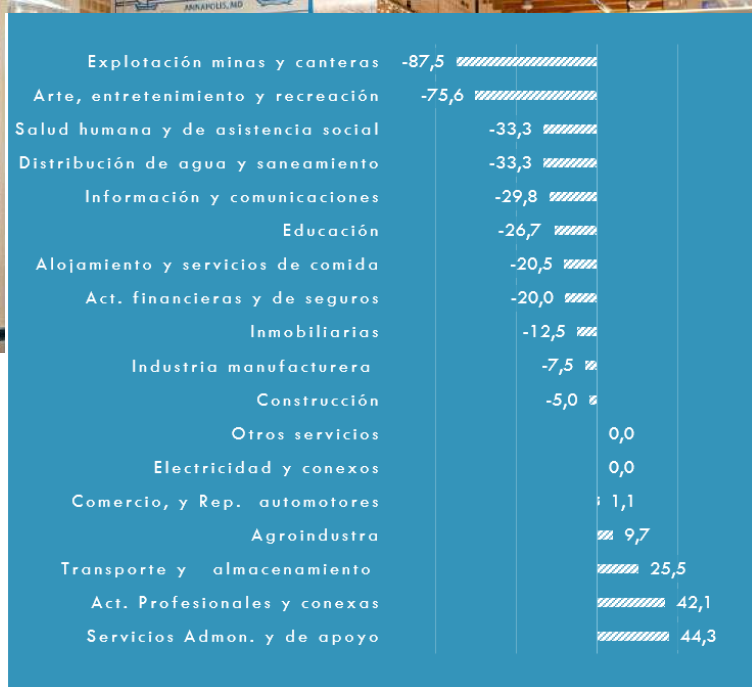 ANNAPOLIS, MD
Explotación minas y canteras -87,5
Arte, entretenimiento y recreación -75,6
Salud humana y de asistencia social -33,3
Distribución de agua y saneamiento -33,3
Información y comunicaciones -29,8
Educación -26,7
Alojamiento y servicios de comida -20,5
Act. financieras y de seguros -20,0
Inmobiliarias -12,5
Industria manufacturera -7,5
Construcción -5,0
Otros servicios 0,0
Electricidad y conexos 0,0
Comercio, y Rep. automotores 1,1
Agroindustra 9,7
Transporte y almacenamiento 25,5
Act. Profesionales y conexas 42,1
Servicios Admon. y de apoyo 44,3